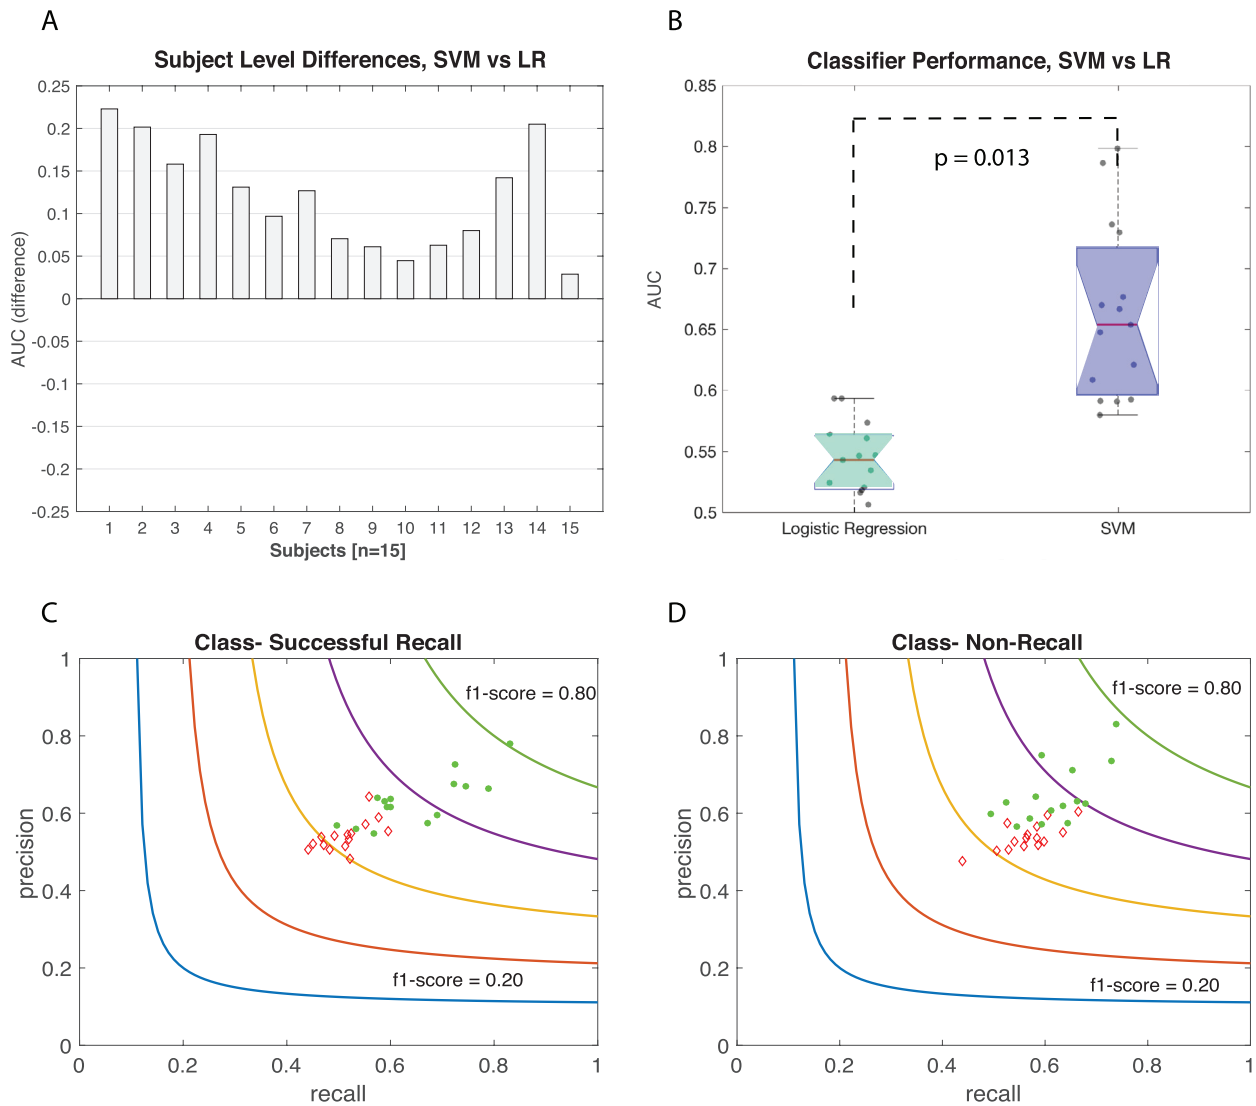 A
Subject Level Differences, SVM vs LR
0.25
0.2
0.15
0.1
0.05
0
-0.05
-0.1
-0.15
-0.2
-0.25
AUC (difference)
1 2 3 4 5 6 7 8 9 10 11 12 13 14 15
Subjects [n=15]
B
Classifier Performance, SVM vs LR
0.85
0.8
0.75
0.7
0.65
0.6
0.55
0.5
AUC
p = 0.013
Logistic Regression SVM
C
Class- Successful Recall
1
0.8
0.6
0.4
0.2
0
precision
f1-score = 0.80
f1-score = 0.20
0 0.2 0.4 0.6 0.8 1
recall
D
Class- Non-Recall
1
0.8
0.6
0.4
0.2
0
precision
f1-score = 0.80
f1-score = 0.20
0 0.2 0.4 0.6 0.8 1
recall